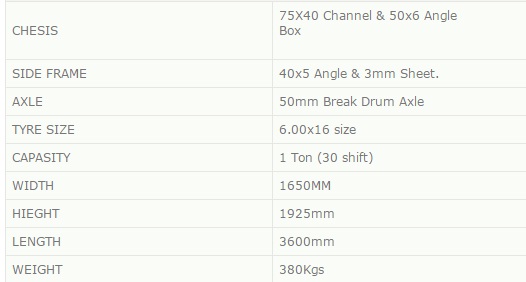 CHESIS
75X40 Channel & 50x6 Angle
Box
SIDE FRAME
40x5 Angle & 3mm Sheet.
AXLE
50mm Break Drum Axle
TYRE SIZE
6.00x16 size
CAPASITY
1 Ton (30 shift)
WIDTH
1650MM
HIEGHT
1925mm
LENGTH
3600mm
WEIGHT
380Kgs